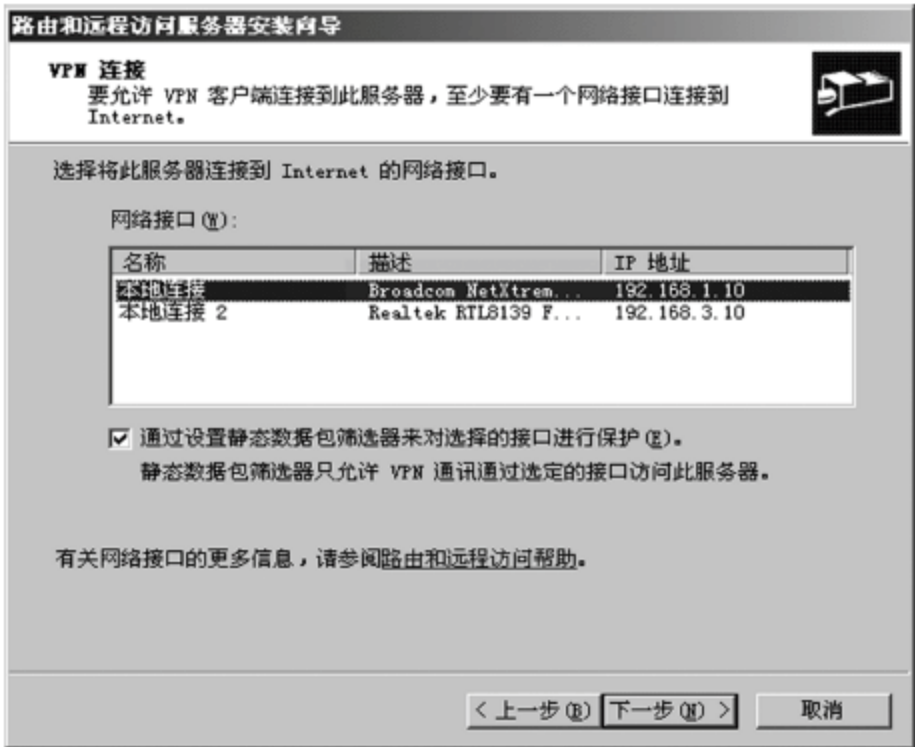 路由和远程访问服务器安装向导
VPN 连接
要允许 VPN 客户端连接到此服务器，至少要有一个网络接口连接到
Internet。
选择将此服务器连接到 Internet 的网络接口。
网络接口(W):
名称 描述 IP 地址
本地连接 Broadcom NetXtrem... 192.168.1.10
本地连接 2 Realtek RTL8139 F... 192.168.3.10
通过设置静态数据包筛选器来对选择的接口进行保护(E)。
静态数据包筛选器只允许 VPN 通讯通过选定的接口访问此服务器。
有关网络接口的更多信息，请参阅路由和远程访问帮助。
< 上一步(B) 下一步(N) > 取消